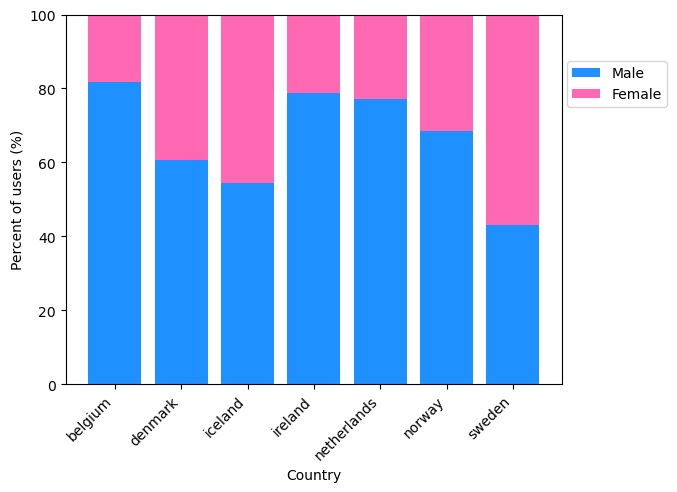 100
80
60
40
20
0
Percent of users (%)
Male
Female
belgium
denmark
iceland
ireland
netherlands
norway
sweden
Country